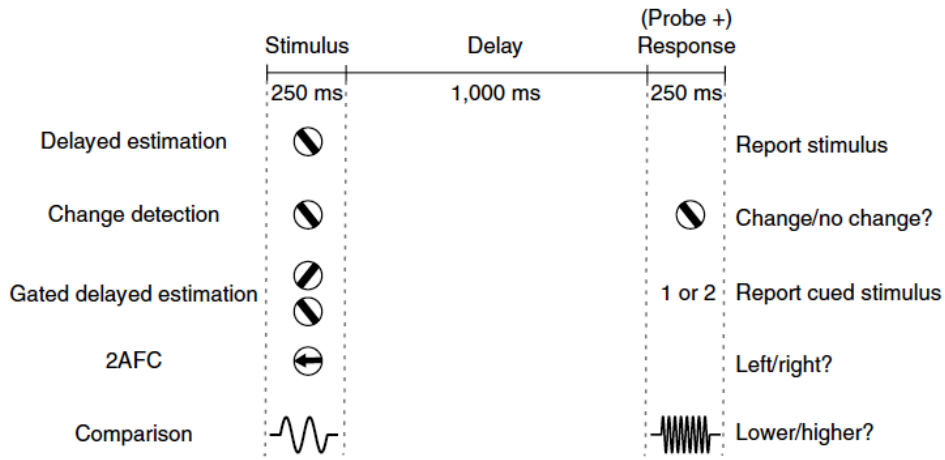 (Probe +)
Stimulus Delay Response
250 ms 1,000 ms 250 ms
Delayed estimation Report stimulus
Change detection Change/no change?
Gated delayed estimation 1 or 2 Report cued stimulus
2AFC Left/right?
Comparison Lower/higher?